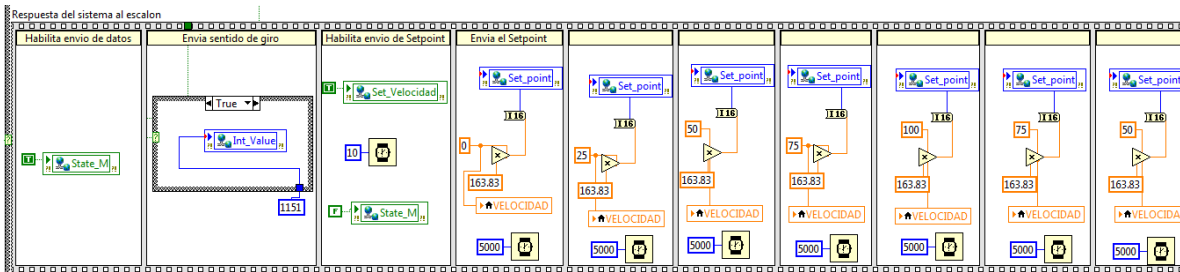 Respuesta del sistema al escalon
Habilita envio de datos
Envia sentido de giro
Habilita envio de Setpoint
Envia el Setpoint
T
State_M
True
Int_Value
1151
T
Set_Velocidad
10
F
State_M
Set_point
I16
0
163.83
VELOCIDAD
5000
Set_point
I16
25
163.83
VELOCIDAD
5000
Set_point
I16
50
163.83
VELOCIDAD
5000
Set_point
I16
75
163.83
VELOCIDAD
5000
Set_point
I16
100
163.83
VELOCIDAD
5000
Set_point
I16
75
163.83
VELOCIDAD
5000
Set_point
I16
50
163.83
VELOCIDA
5000